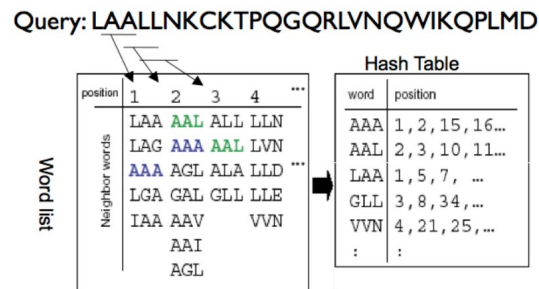 Query: LAALLNKCKTPQGQRLVNQWIKQPLMD
Hash Table
position 1 2 3 4 ...
LAA AAL ALL LLN
LAG AAA AAL LVN
AAA AGL ALA LLD ...
LGA GAL GLL LLE
IAA AAV VVN
AAI
AGL
Neighbor words
Word list
word position
AAA 1,2,15,16...
AAL 2,3,10,11...
LAA 1,5,7, ...
GLL 3,8,34,...
VVN 4,21,25,...
: :